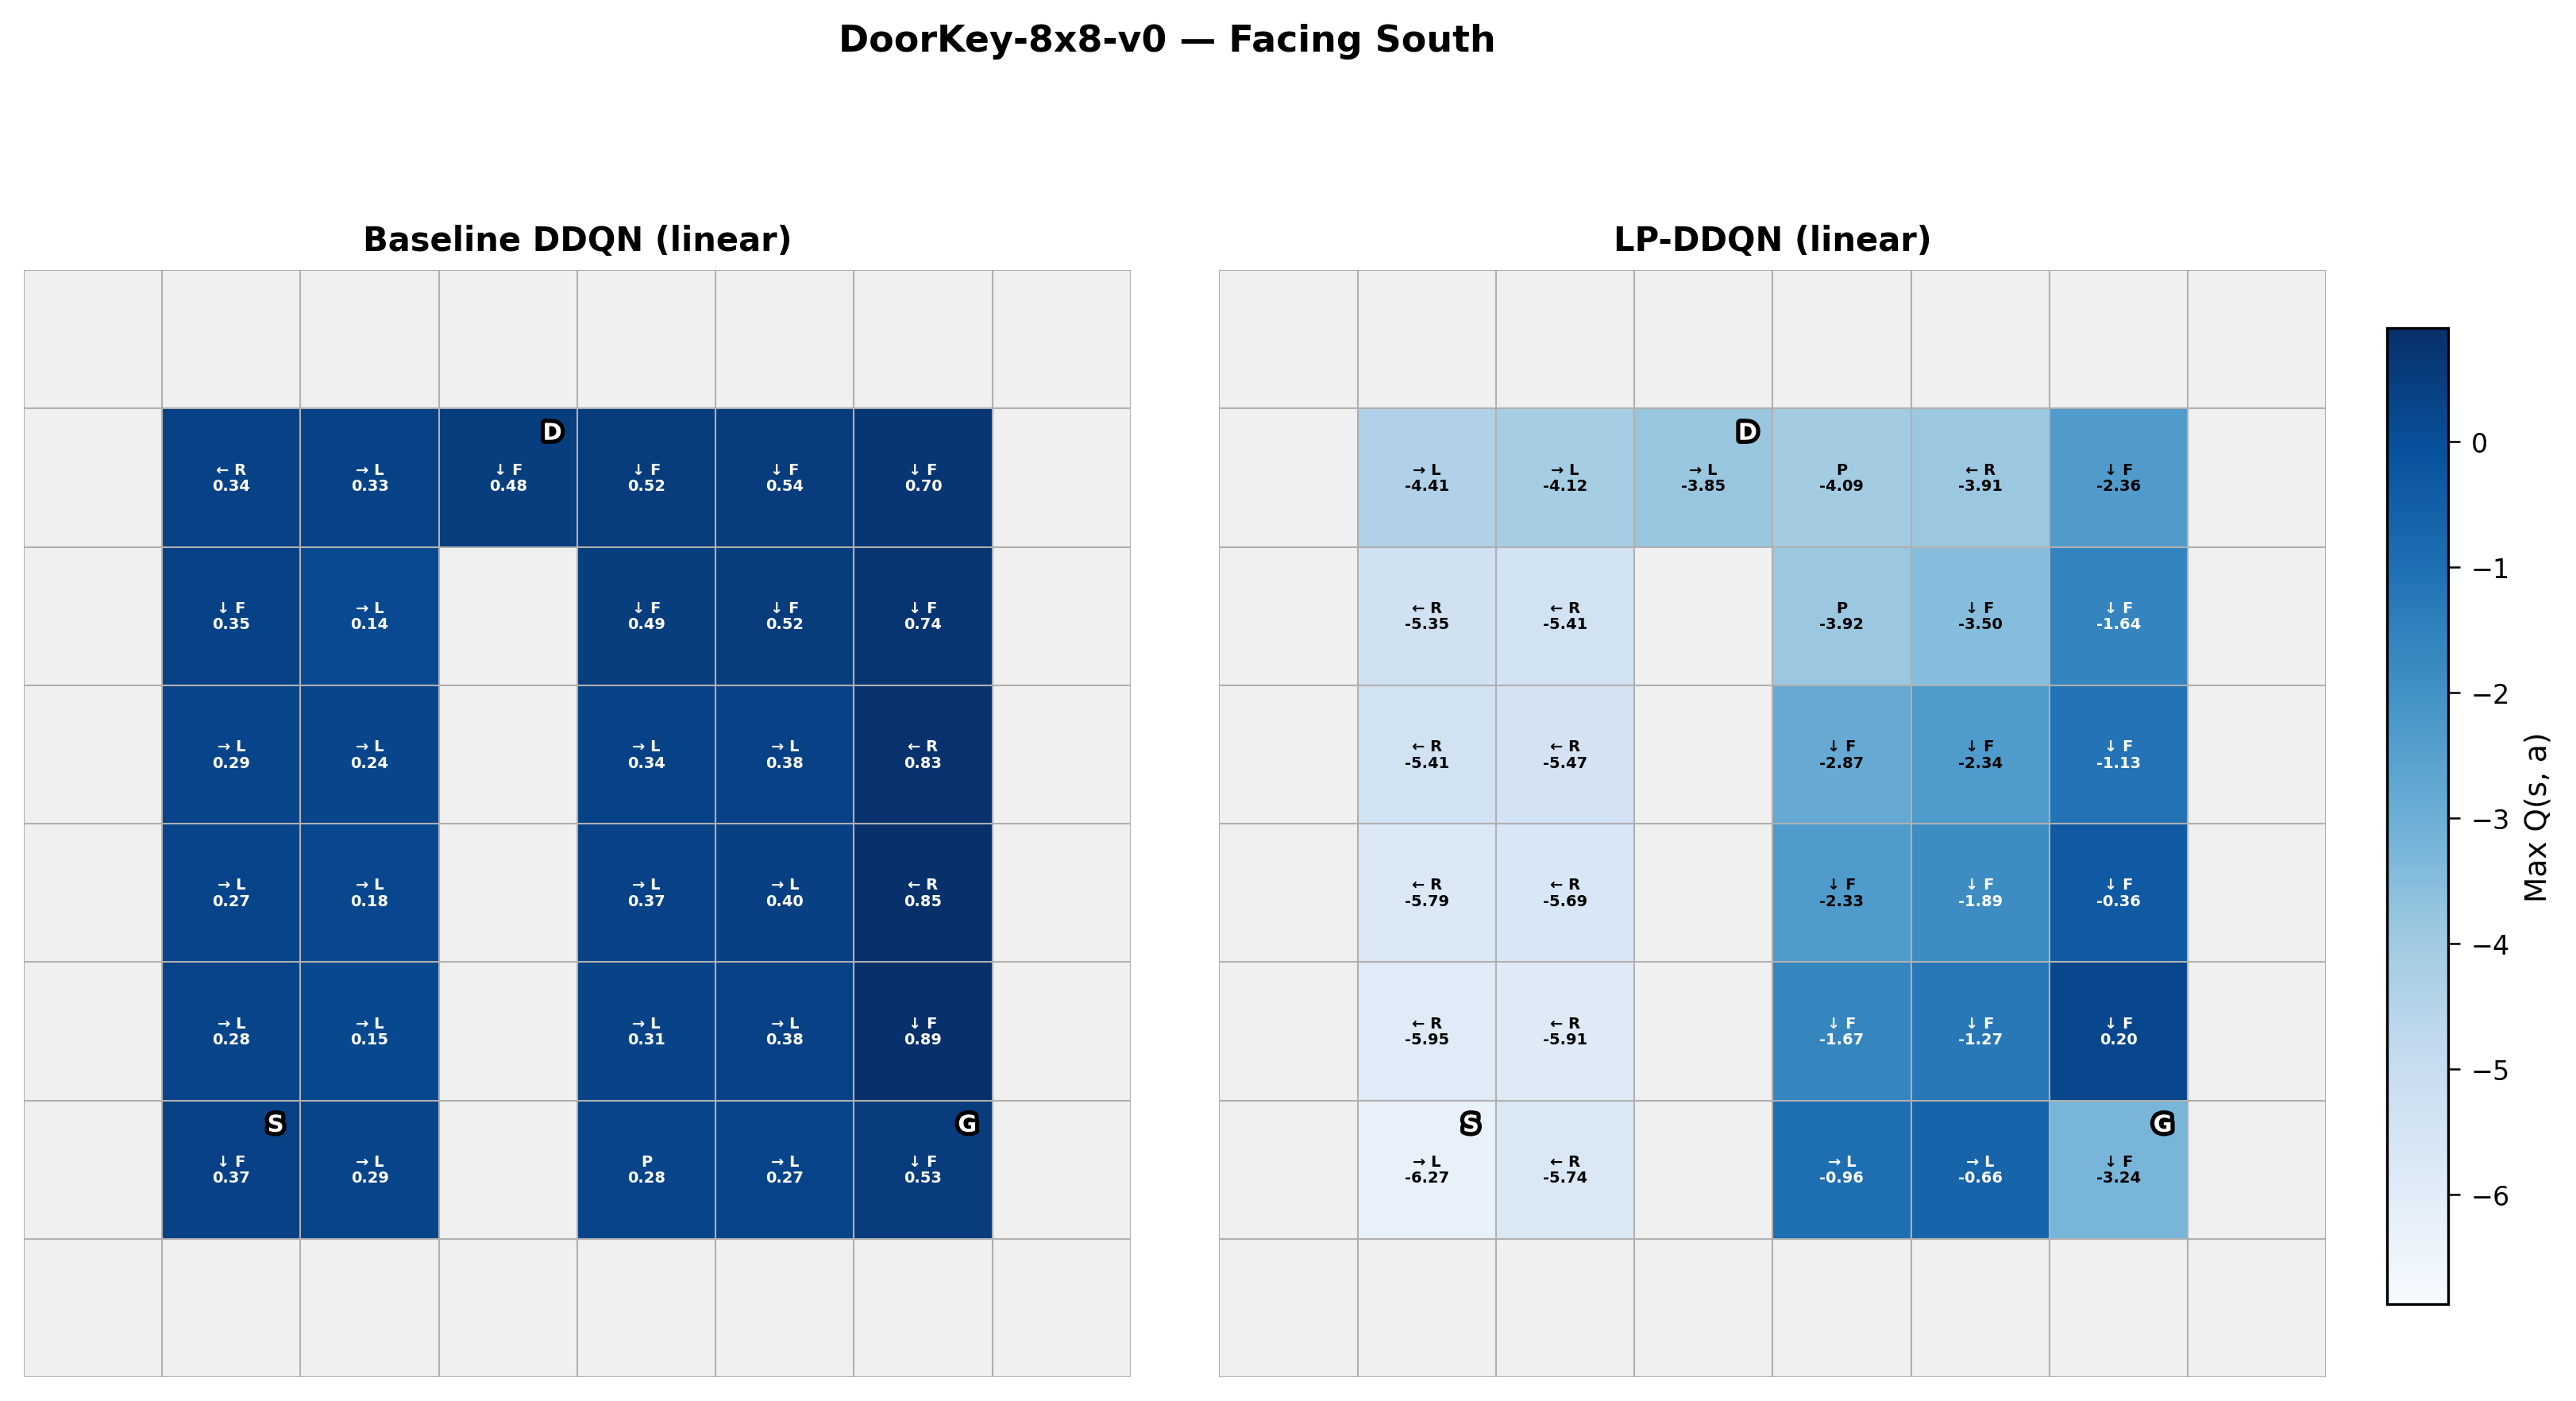 DoorKey-8x8-v0 — Facing South
Baseline DDQN (linear)
D
← R → L ↓ F ↓ F ↓ F ↓ F
0.34 0.33 0.48 0.52 0.54 0.70
↓ F → L ↓ F ↓ F ↓ F
0.35 0.14 0.49 0.52 0.74
→ L → L → L → L ← R
0.29 0.24 0.34 0.38 0.83
→ L → L → L → L ← R
0.27 0.18 0.37 0.40 0.85
→ L → L → L → L ↓ F
0.28 0.15 0.31 0.38 0.89
S G
↓ F → L P → L ↓ F
0.37 0.29 0.28 0.27 0.53
LP-DDQN (linear)
D
→ L → L → L P ← R ↓ F
-4.41 -4.12 -3.85 -4.09 -3.91 -2.36
← R ← R P ↓ F ↓ F
-5.35 -5.41 -3.92 -3.50 -1.64
← R ← R ↓ F ↓ F ↓ F
-5.41 -5.47 -2.87 -2.34 -1.13
← R ← R ↓ F ↓ F ↓ F
-5.79 -5.69 -2.33 -1.89 -0.36
← R ← R ↓ F ↓ F ↓ F
-5.95 -5.91 -1.67 -1.27 0.20
S G
→ L ← R → L → L ↓ F
-6.27 -5.74 -0.96 -0.66 -3.24
0
−1
−2
−3
−4
−5
−6
Max Q(s, a)